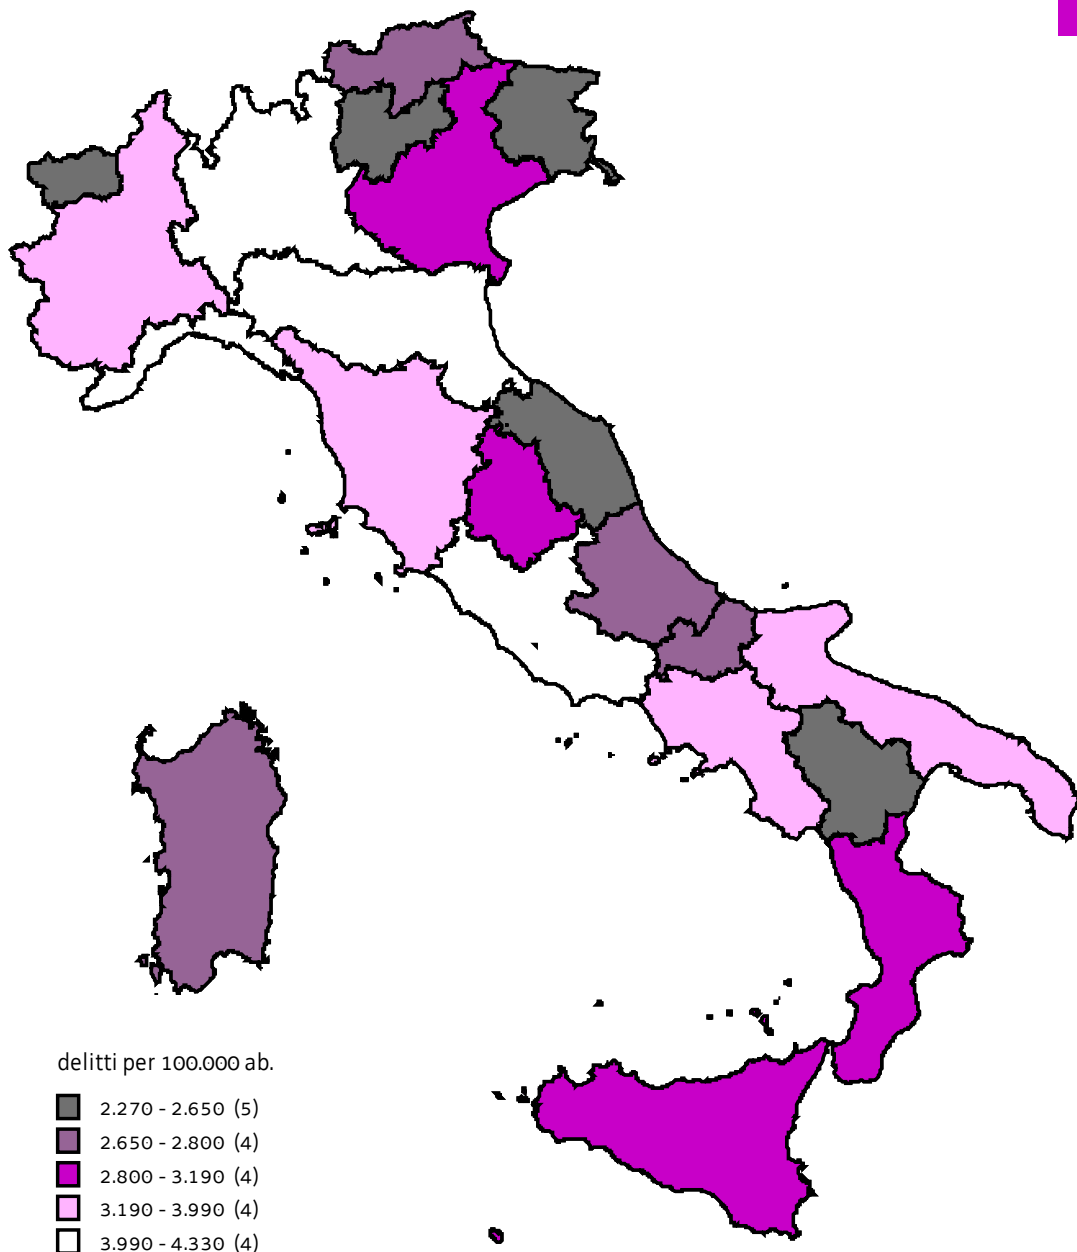 delitti per 100.000 ab.
2.270 - 2.650 (5)
2.650 - 2.800 (4)
2.800 - 3.190 (4)
3.190 - 3.990 (4)
3.990 - 4.330 (4)